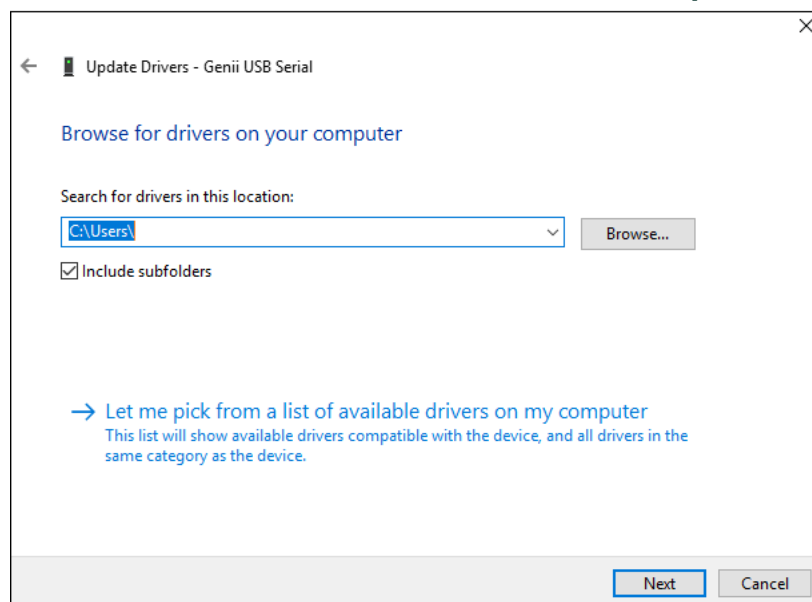 Update Drivers - Genii USB Serial
Browse for drivers on your computer
Search for drivers in this location:
C:\Users\
Browse...
Include subfolders
Let me pick from a list of available drivers on my computer
This list will show available drivers compatible with the device, and all drivers in the
same category as the device.
Next
Cancel